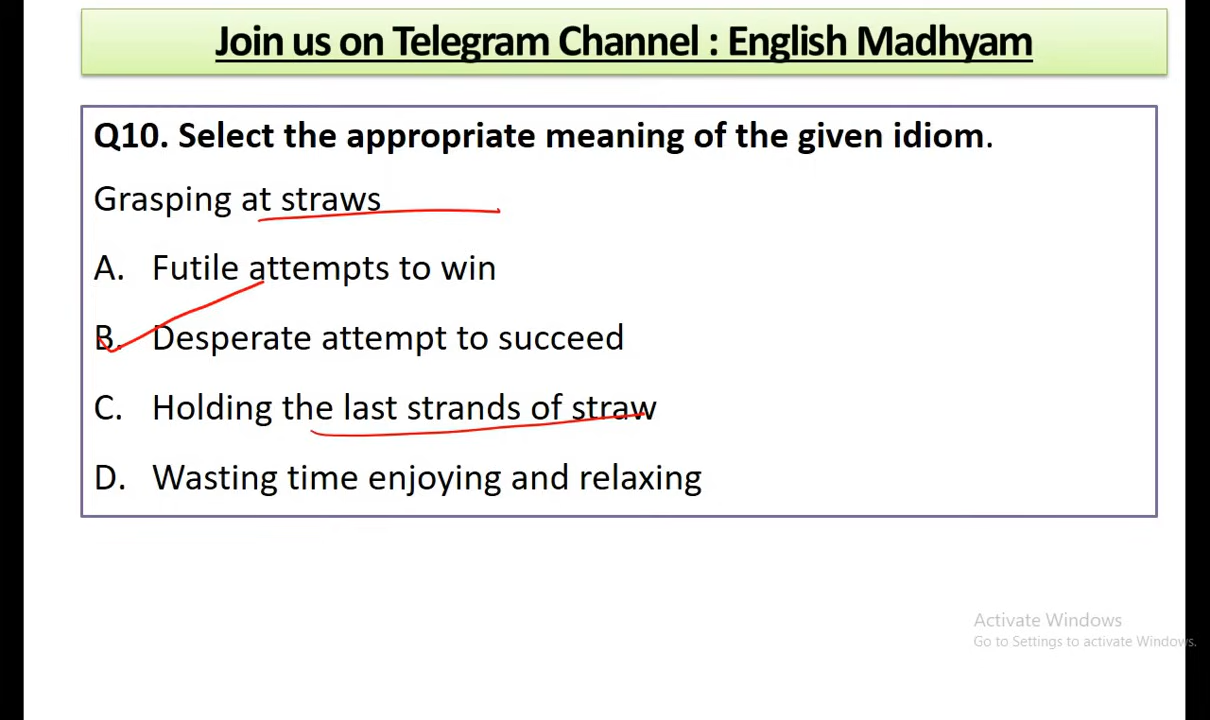 Join us on Telegram Channel : English Madhyam
Q10. Select the appropriate meaning of the given idiom.
Grasping at straws
A. Futile attempts to win
B. Desperate attempt to succeed
C. Holding the last strands of straw
D. Wasting time enjoying and relaxing
Activate Windows
Go to Settings to activate Windows.